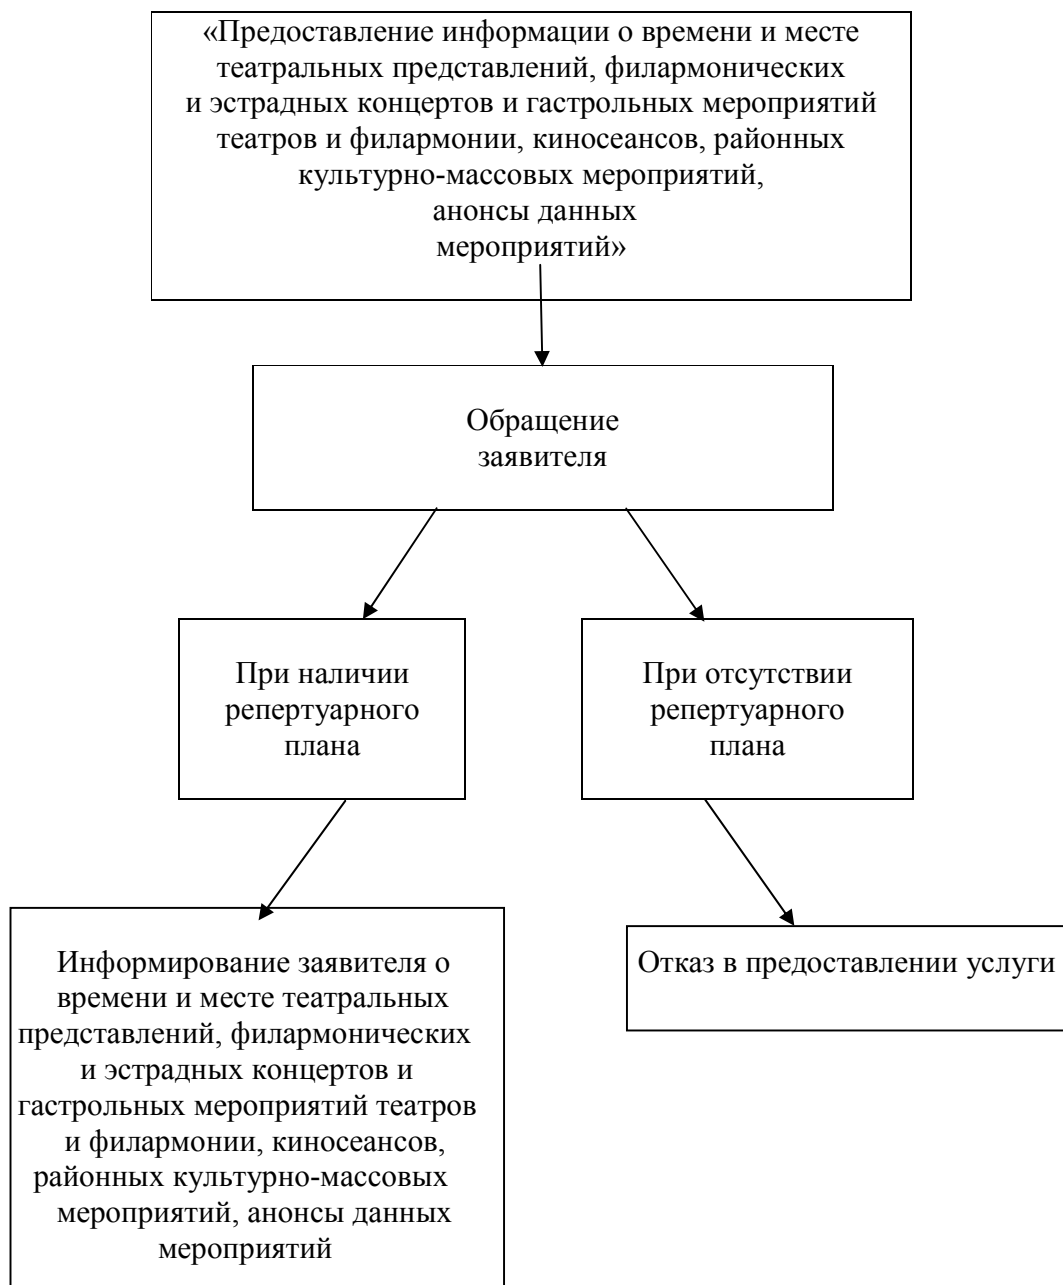 «Предоставление информации о времени и месте
театральных представлений, филармонических
и эстрадных концертов и гастрольных мероприятий
театров и филармонии, киносеансов, районных
культурно-массовых мероприятий,
анонсы данных
мероприятий»
Обращение
заявителя
При наличии
репертуарного
плана
При отсутствии
репертуарного
плана
Информирование заявителя о
времени и месте театральных
представлений, филармонических
и эстрадных концертов и
гастрольных мероприятий театров
и филармонии, киносеансов,
районных культурно-массовых
мероприятий, анонсы данных
мероприятий
Отказ в предоставлении услуги